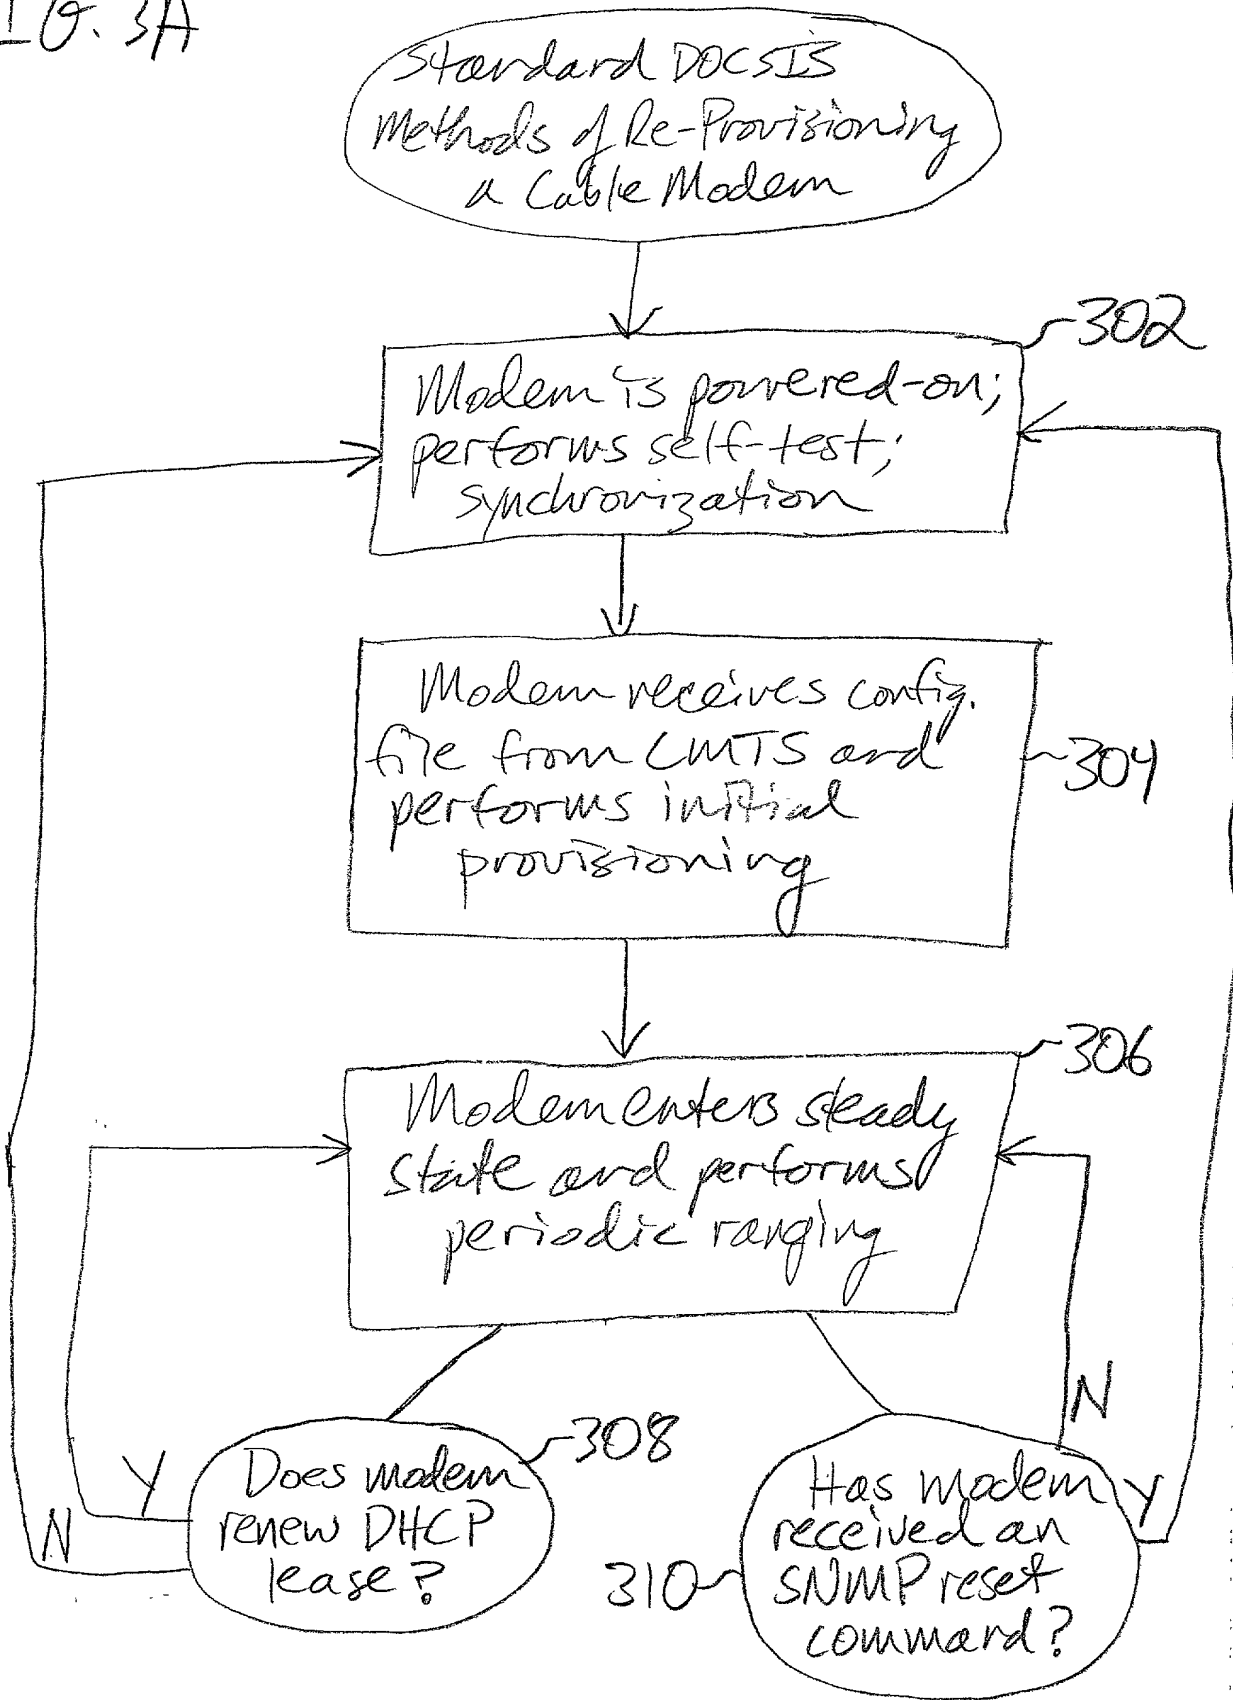 IG. 3A
Standard DOCSIS
Methods of Re-Provisioning
a Cable Modem
302
Modem is powered-on;
performs self-test;
synchronization
Modem receives config.
file from CMTS and
performs initial
provisioning
304
306
Modem enters steady
state and performs
periodic ranging
N
Y
N
Does modem
renew DHCP
lease?
308
Has modem
received an
SNMP reset
command?
Y
310